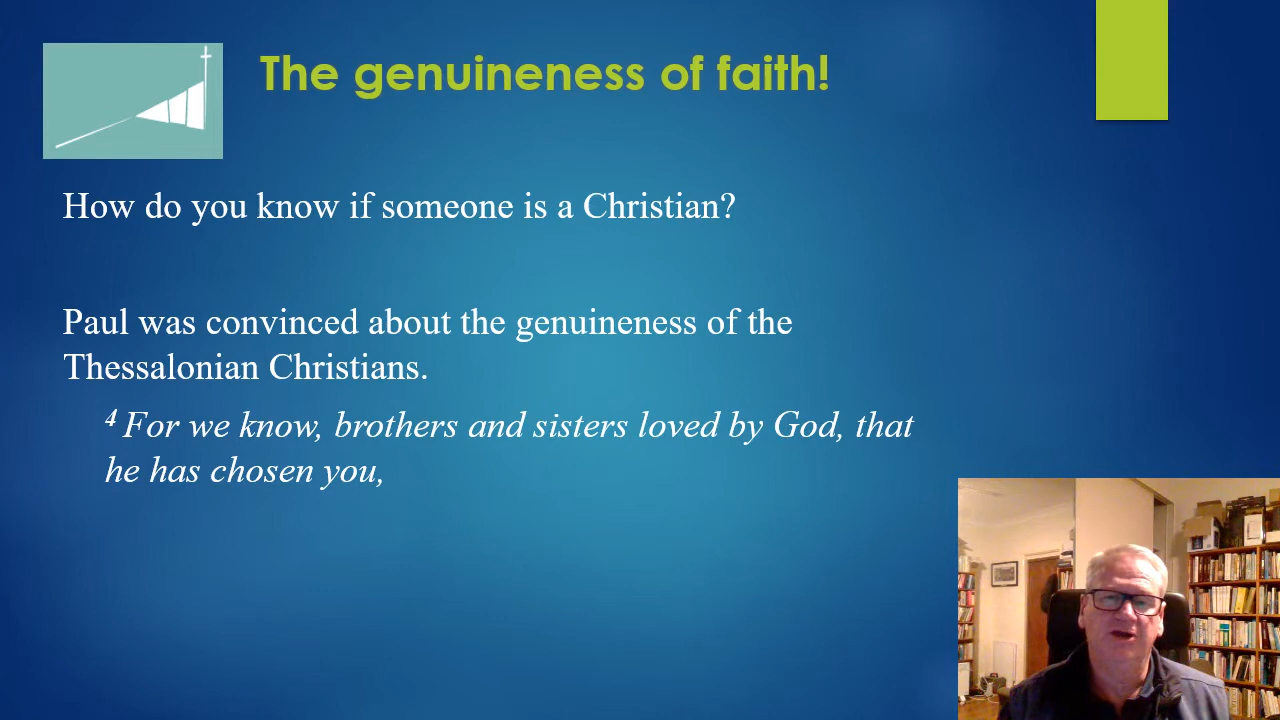 The genuineness of faith!
How do you know if someone is a Christian?
Paul was convinced about the genuineness of the
Thessalonian Christians.
4 For we know, brothers and sisters loved by God, that
he has chosen you,